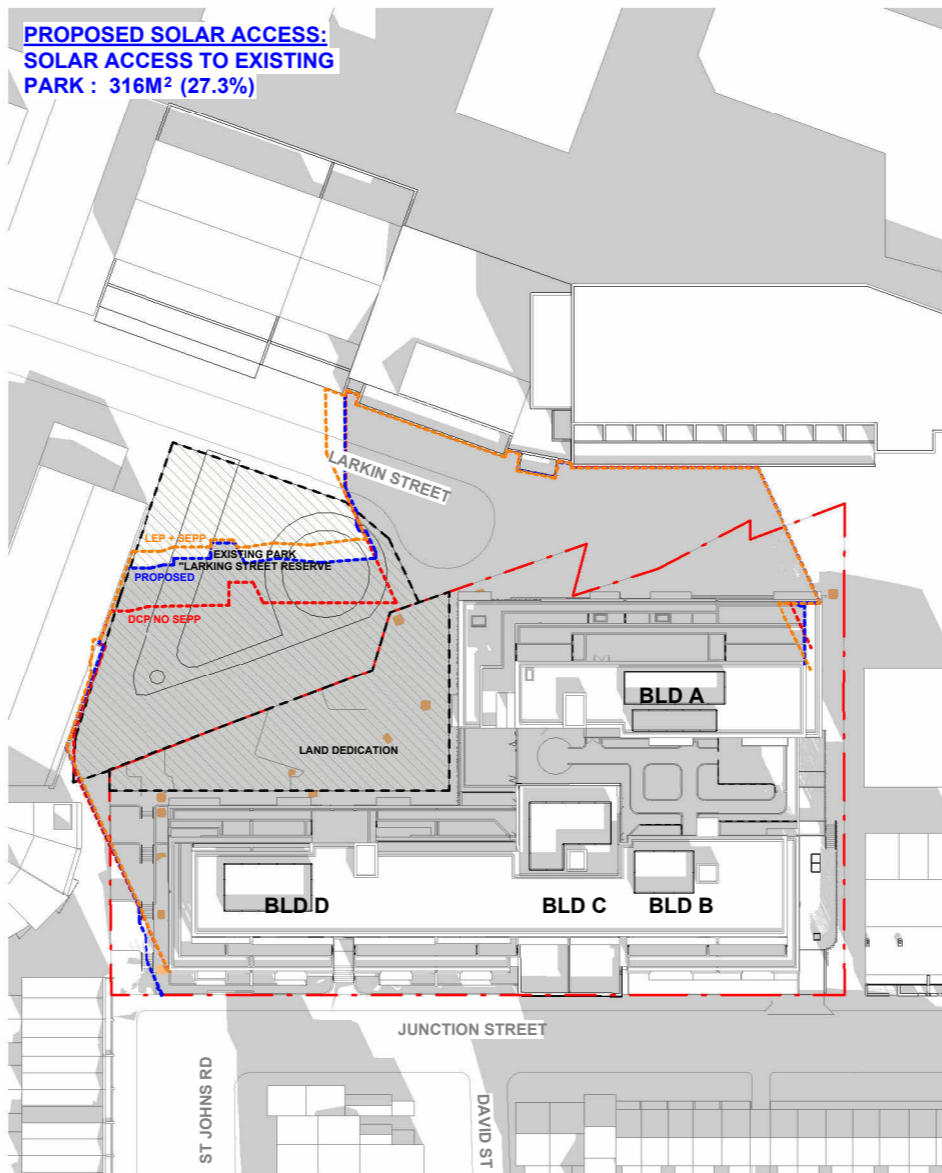 PROPOSED SOLAR ACCESS:
SOLAR ACCESS TO EXISTING
PARK : 316M² (27.3%)
LARKIN STREET
LEP + SEPP
EXISTING PARK
"LARKING STREET RESERVE
PROPOSED
DCP NO SEPP
BLD A
LAND DEDICATION
BLD D
BLD C
BLD B
JUNCTION STREET
ST JOHNS RD
DAVID ST